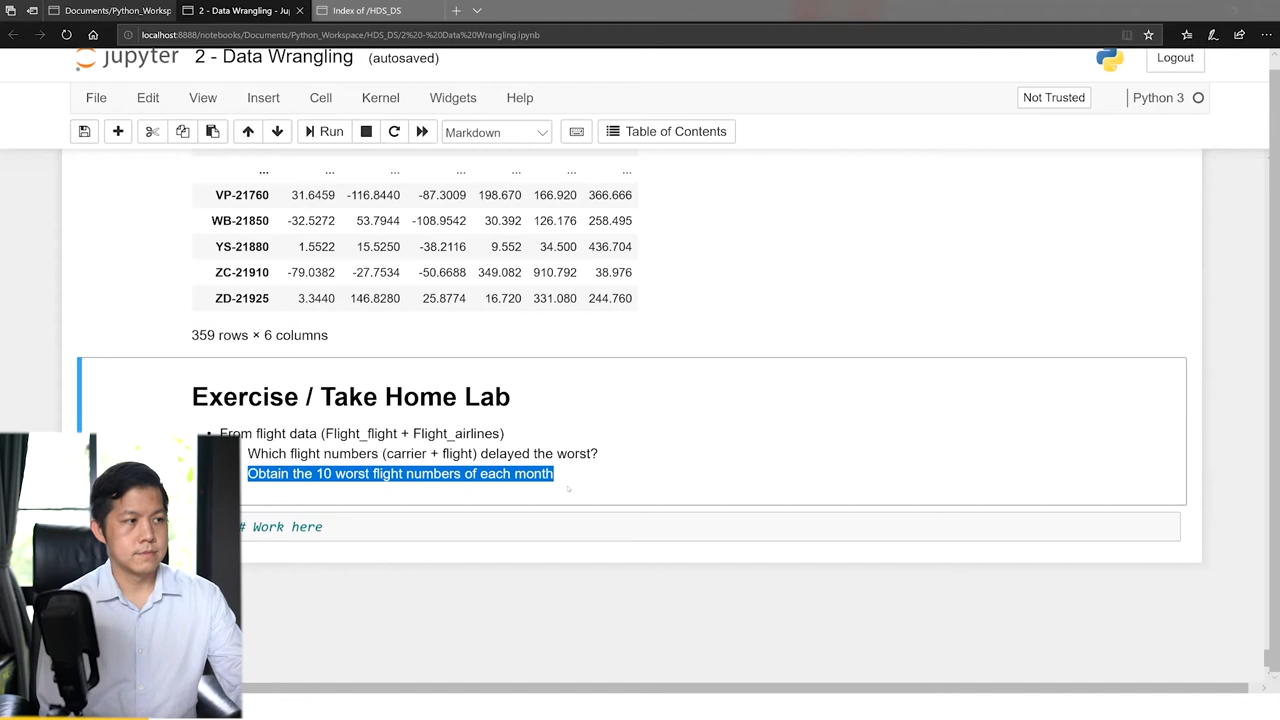 Documents/Python_Worksp
2 - Data Wrangling - Ju
Index of /HDS_DS
localhost:8888/notebooks/Documents/Python_Workspace/HDS_DS/2%20-%20Data%20Wrangling.ipynb
jupyter 2 - Data Wrangling (autosaved)
Logout
File Edit View Insert Cell Kernel Widgets Help
Not Trusted
Python 3
Run
Markdown
Table of Contents
... ... ... ... ... ... ...
VP-21760 31.6459 -116.8440 -87.3009 198.670 166.920 366.666
WB-21850 -32.5272 53.7944 -108.9542 30.392 126.176 258.495
YS-21880 1.5522 15.5250 -38.2116 9.552 34.500 436.704
ZC-21910 -79.0382 -27.7534 -50.6688 349.082 910.792 38.976
ZD-21925 3.3440 146.8280 25.8774 16.720 331.080 244.760
359 rows × 6 columns
Exercise / Take Home Lab
• From flight data (Flight_flight + Flight_airlines)
Which flight numbers (carrier + flight) delayed the worst?
Obtain the 10 worst flight numbers of each month
# Work here